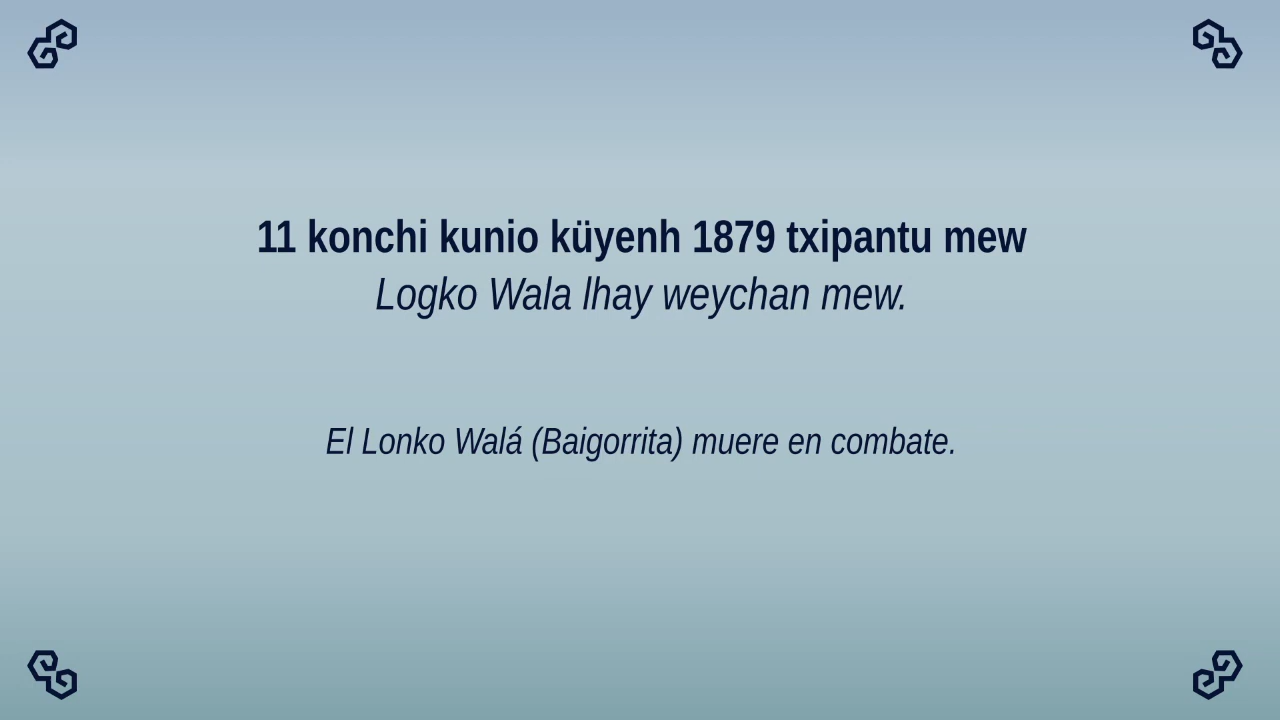 11 konchi kunio küyenh 1879 txipantu mew
Logko Wala lhay weychan mew.
El Lonko Walá (Baigorrita) muere en combate.